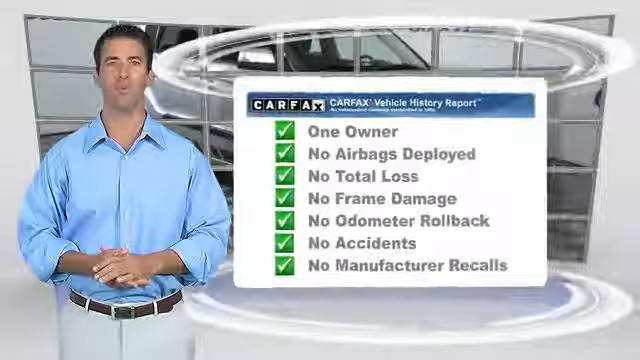 CARFAX CARFAX Vehicle History Report™
One Owner
No Airbags Deployed
No Total Loss
No Frame Damage
No Odometer Rollback
No Accidents
No Manufacturer Recalls